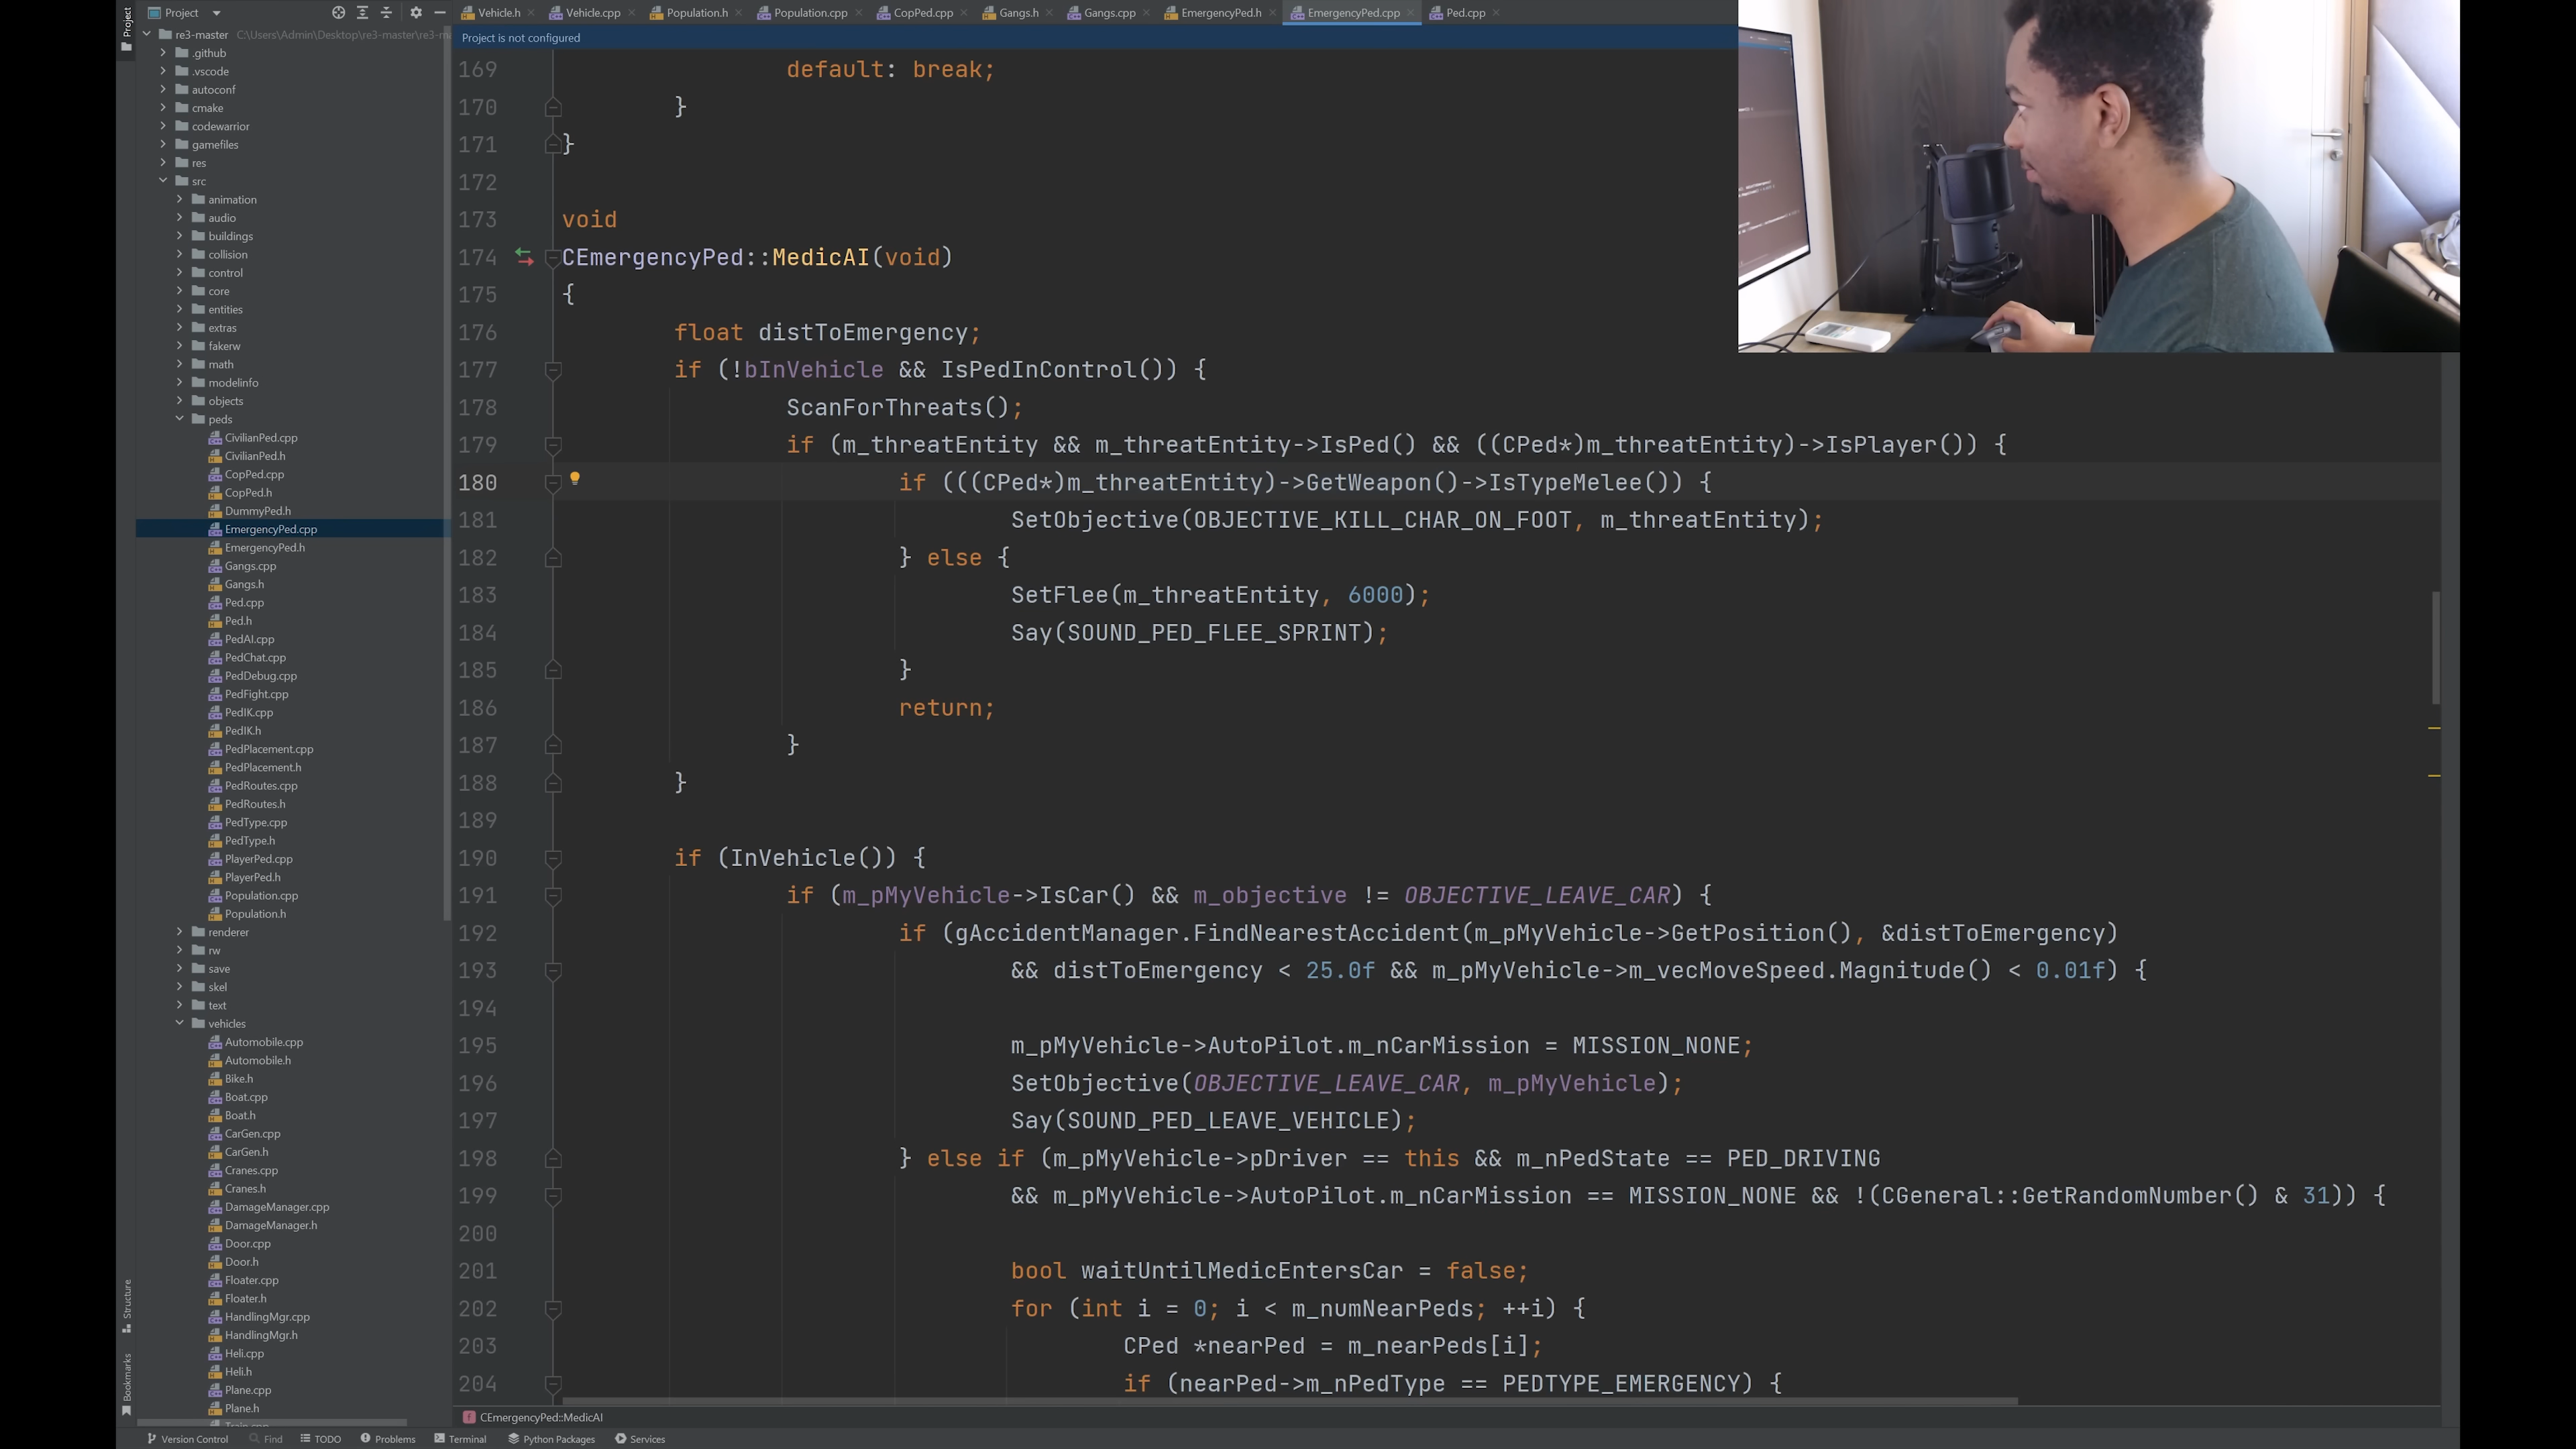 Project
Project
Vehicle.h
Vehicle.cpp
Population.h
Population.cpp
CopPed.cpp
Gangs.h
Gangs.cpp
EmergencyPed.h
EmergencyPed.cpp
Ped.cpp
re3-master C:\Users\Admin\Desktop\re3-master\re3-m
.github
.vscode
autoconf
cmake
codewarrior
gamefiles
res
src
animation
audio
buildings
collision
control
core
entities
extras
fakerw
math
modelinfo
objects
peds
CivilianPed.cpp
CivilianPed.h
CopPed.cpp
CopPed.h
DummyPed.h
EmergencyPed.cpp
EmergencyPed.h
Gangs.cpp
Gangs.h
Ped.cpp
Ped.h
PedAI.cpp
PedChat.cpp
PedDebug.cpp
PedFight.cpp
PedIK.cpp
PedIK.h
PedPlacement.cpp
PedPlacement.h
PedRoutes.cpp
PedRoutes.h
PedType.cpp
PedType.h
PlayerPed.cpp
PlayerPed.h
Population.cpp
Population.h
renderer
rw
save
skel
text
vehicles
Automobile.cpp
Automobile.h
Bike.h
Boat.cpp
Boat.h
CarGen.cpp
CarGen.h
Cranes.cpp
Cranes.h
DamageManager.cpp
DamageManager.h
Door.cpp
Door.h
Floater.cpp
Floater.h
HandlingMgr.cpp
HandlingMgr.h
Heli.cpp
Heli.h
Plane.cpp
Plane.h
Train.cpp
Structure
Bookmarks
Project is not configured
169 default: break;
170 }
171 }
172
173 void
174 CEmergencyPed::MedicAI(void)
175 {
176 float distToEmergency;
177 if (!bInVehicle && IsPedInControl()) {
178 ScanForThreats();
179 if (m_threatEntity && m_threatEntity->IsPed() && ((CPed*)m_threatEntity)->IsPLayer()) {
180 if (((CPed*)m_threatEntity)->GetWeapon()->IsTypeMelee()) {
181 SetObjective(OBJECTIVE_KILL_CHAR_ON_FOOT, m_threatEntity);
182 } else {
183 SetFlee(m_threatEntity, 6000);
184 Say(SOUND_PED_FLEE_SPRINT);
185 }
186 return;
187 }
188 }
189
190 if (InVehicle()) {
191 if (m_pMyVehicle->IsCar() && m_objective != OBJECTIVE_LEAVE_CAR) {
192 if (gAccidentManager.FindNearestAccident(m_pMyVehicle->GetPosition(), &distToEmergency)
193 && distToEmergency < 25.0f && m_pMyVehicle->m_vecMoveSpeed.Magnitude() < 0.01f) {
194
195 m_pMyVehicle->AutoPilot.m_nCarMission = MISSION_NONE;
196 SetObjective(OBJECTIVE_LEAVE_CAR, m_pMyVehicle);
197 Say(SOUND_PED_LEAVE_VEHICLE);
198 } else if (m_pMyVehicle->pDriver == this && m_nPedState == PED_DRIVING
199 && m_pMyVehicle->AutoPilot.m_nCarMission == MISSION_NONE && !(CGeneral::GetRandomNumber() & 31)) {
200
201 bool waitUntilMedicEntersCar = false;
202 for (int i = 0; i < m_numNearPeds; ++i) {
203 CPed *nearPed = m_nearPeds[i];
204 if (nearPed->m_nPedType == PEDTYPE_EMERGENCY) {
f CEmergencyPed::MedicAI
Version Control
Find
TODO
Problems
Terminal
Python Packages
Services